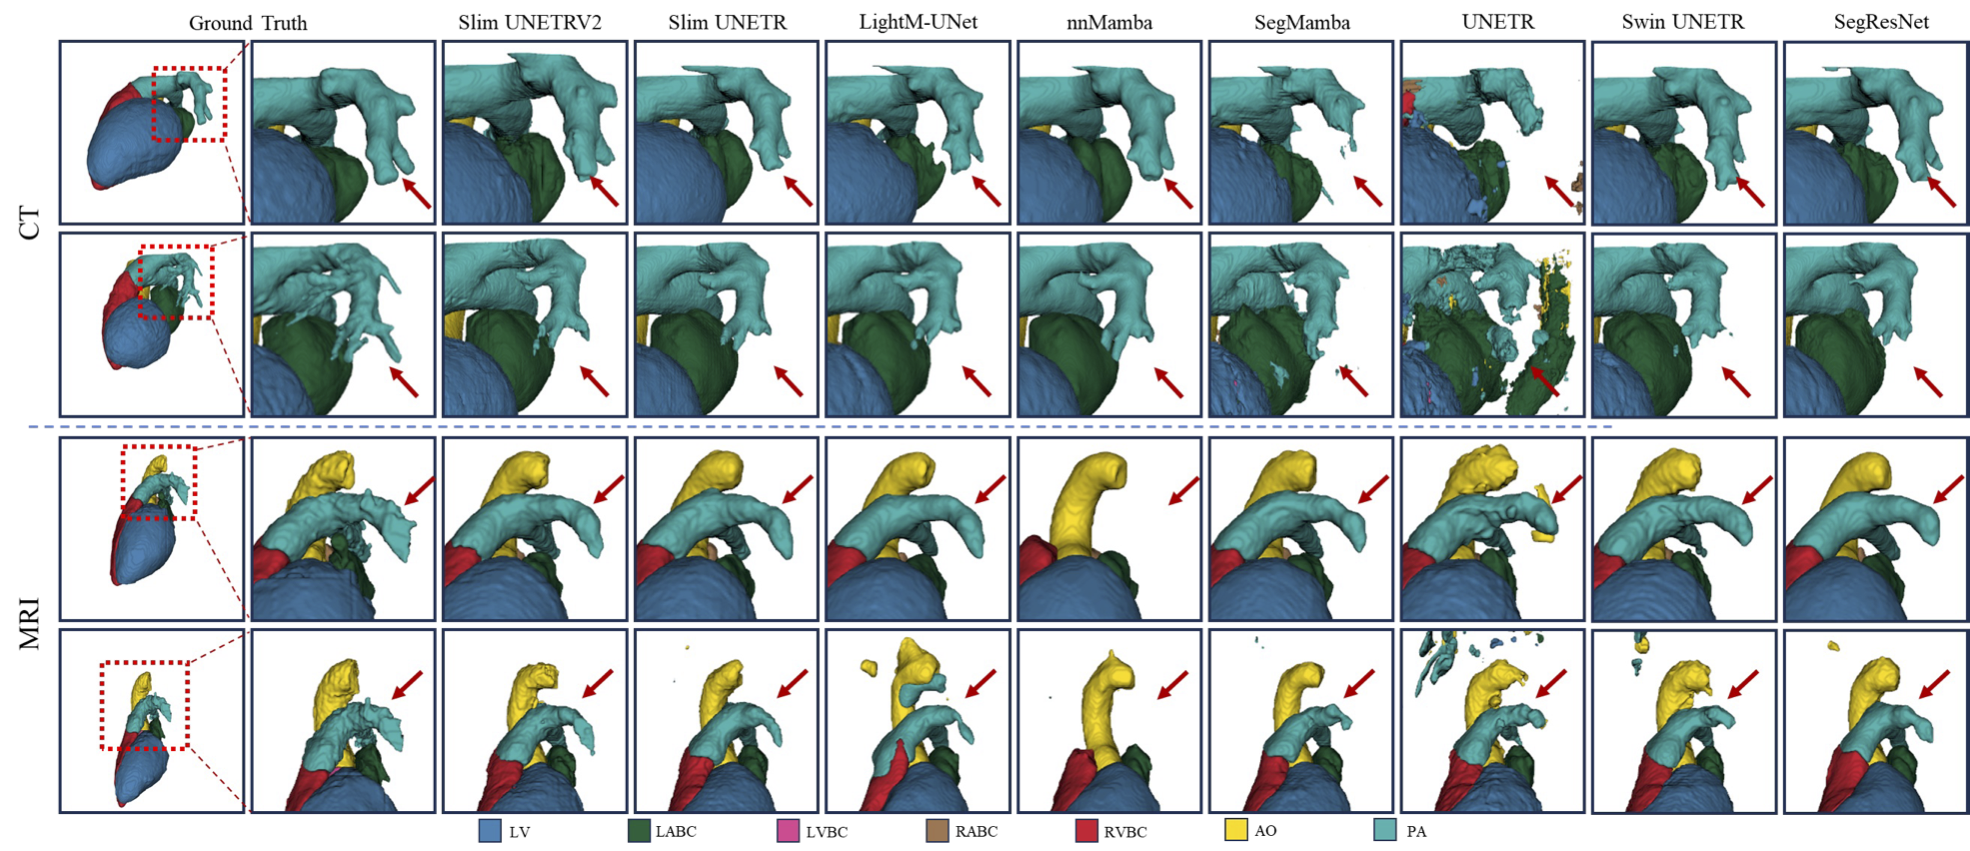 Ground Truth Slim UNETRV2 Slim UNETR LightM-UNet nnMamba SegMamba UNETR Swin UNETR SegResNet
CT
MRI
LV LABC LVBC RABC RVBC AO PA